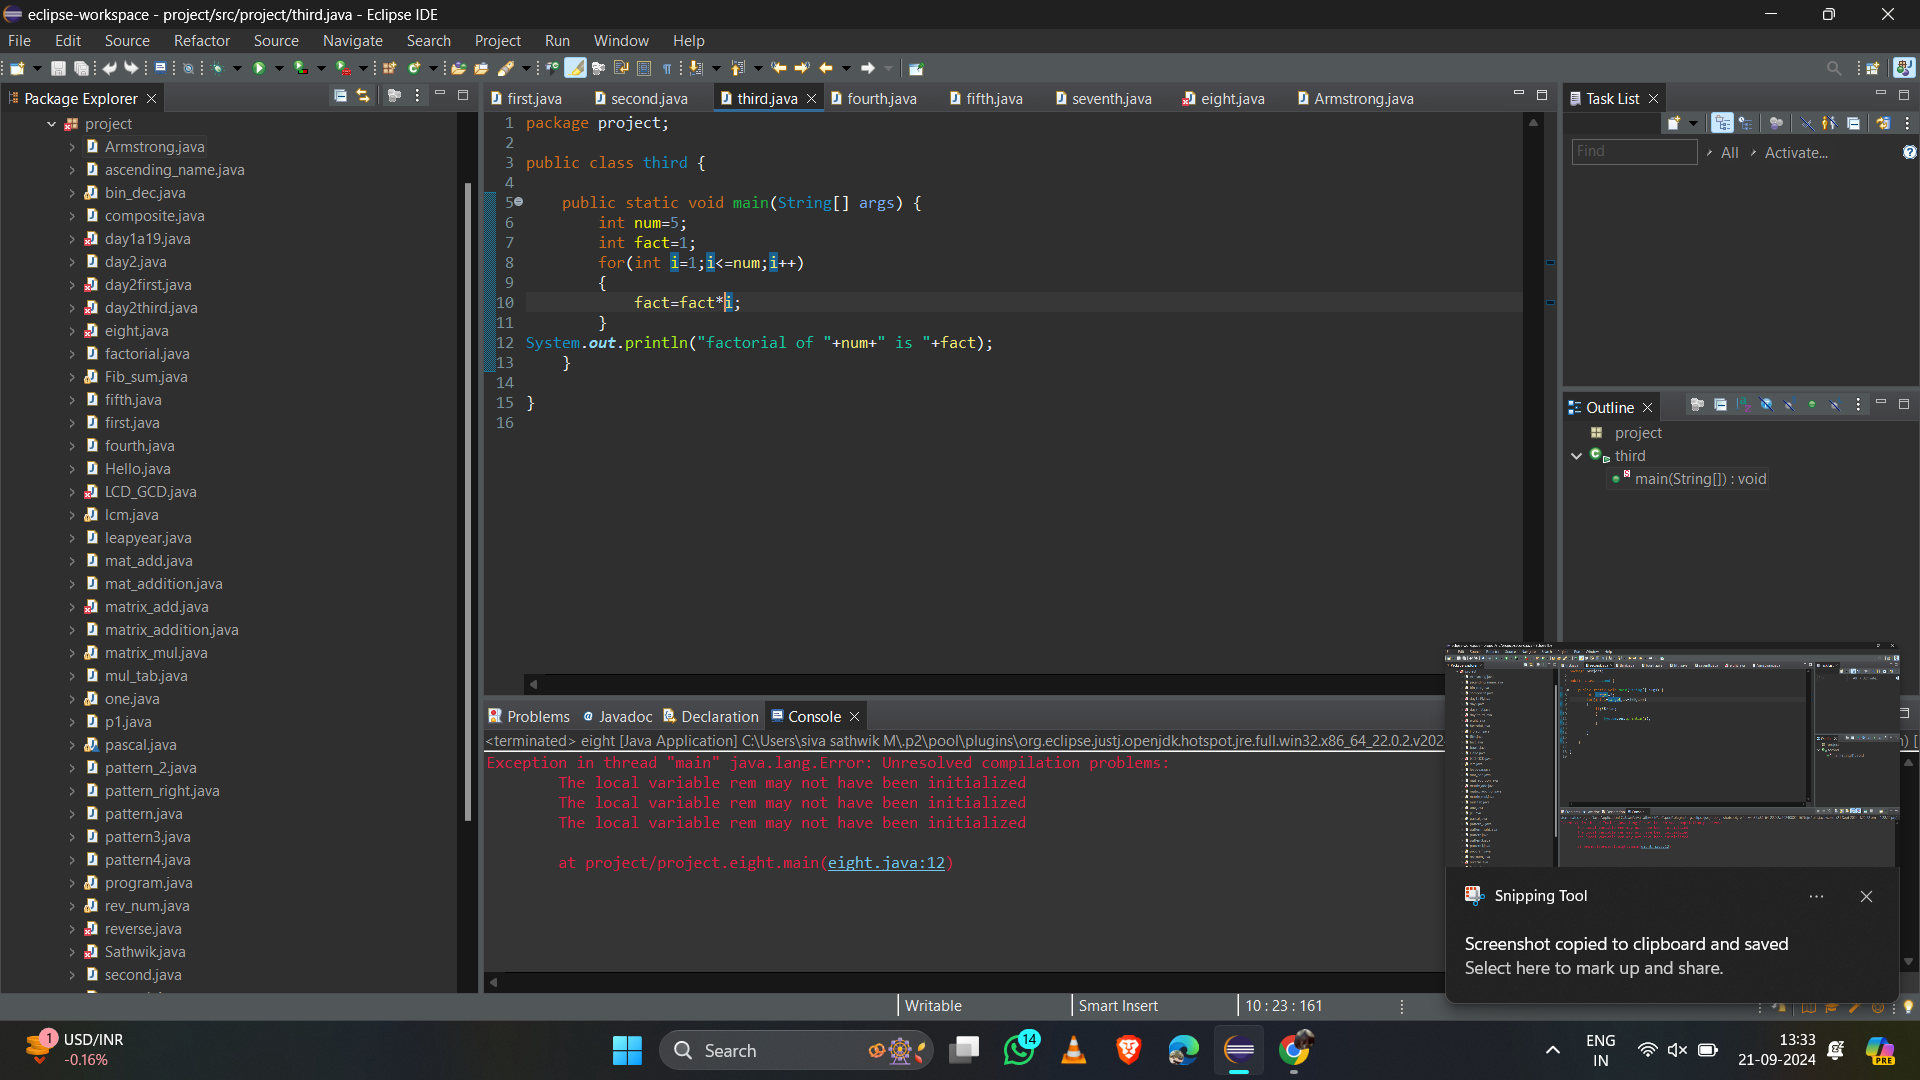 eclipse-workspace - project/src/project/third.java - Eclipse IDE
File Edit Source Refactor Source Navigate Search Project Run Window Help
Package Explorer
project
Armstrong.java
ascending_name.java
bin_dec.java
composite.java
day1a19.java
day2.java
day2first.java
day2third.java
eight.java
factorial.java
Fib_sum.java
fifth.java
first.java
fourth.java
Hello.java
LCD_GCD.java
lcm.java
leapyear.java
mat_add.java
mat_addition.java
matrix_add.java
matrix_addition.java
matrix_mul.java
mul_tab.java
one.java
p1.java
pascal.java
pattern_2.java
pattern_right.java
pattern.java
pattern3.java
pattern4.java
program.java
rev_num.java
reverse.java
Sathwik.java
second.java
first.java second.java third.java fourth.java fifth.java seventh.java eight.java Armstrong.java
1 package project;
2
3 public class third {
4
5 public static void main(String[] args) {
6 int num=5;
7 int fact=1;
8 for(int i=1;i<=num;i++)
9 {
10 fact=fact*i;
11 }
12 System.out.println("factorial of "+num+" is "+fact);
13 }
14
15 }
16
Task List
Find All Activate...
Outline
project
third
main(String[]) : void
Problems @ Javadoc Declaration Console
<terminated> eight [Java Application] C:\Users\siva sathwik M\.p2\pool\plugins\org.eclipse.justj.openjdk.hotspot.jre.full.win32.x86_64_22.0.2.v202
Exception in thread "main" java.lang.Error: Unresolved compilation problems:
The local variable rem may not have been initialized
The local variable rem may not have been initialized
The local variable rem may not have been initialized
at project/project.eight.main(eight.java:12)
Snipping Tool
Screenshot copied to clipboard and saved
Select here to mark up and share.
Writable Smart Insert 10 : 23 : 161
1
USD/INR
-0.16%
Search
14
ENG
IN
13:33
21-09-2024
PRE